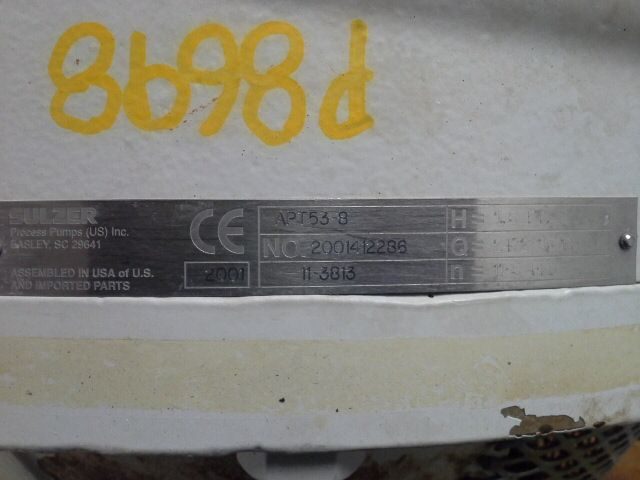 8698d
SULZER
Process Pumps (US) Inc.
EASLEY, SC 29641
ASSEMBLED IN USA of U.S.
AND IMPORTED PARTS
CE
2001
APT53-8
NO. 2001412286
11-3813
H
Q
n